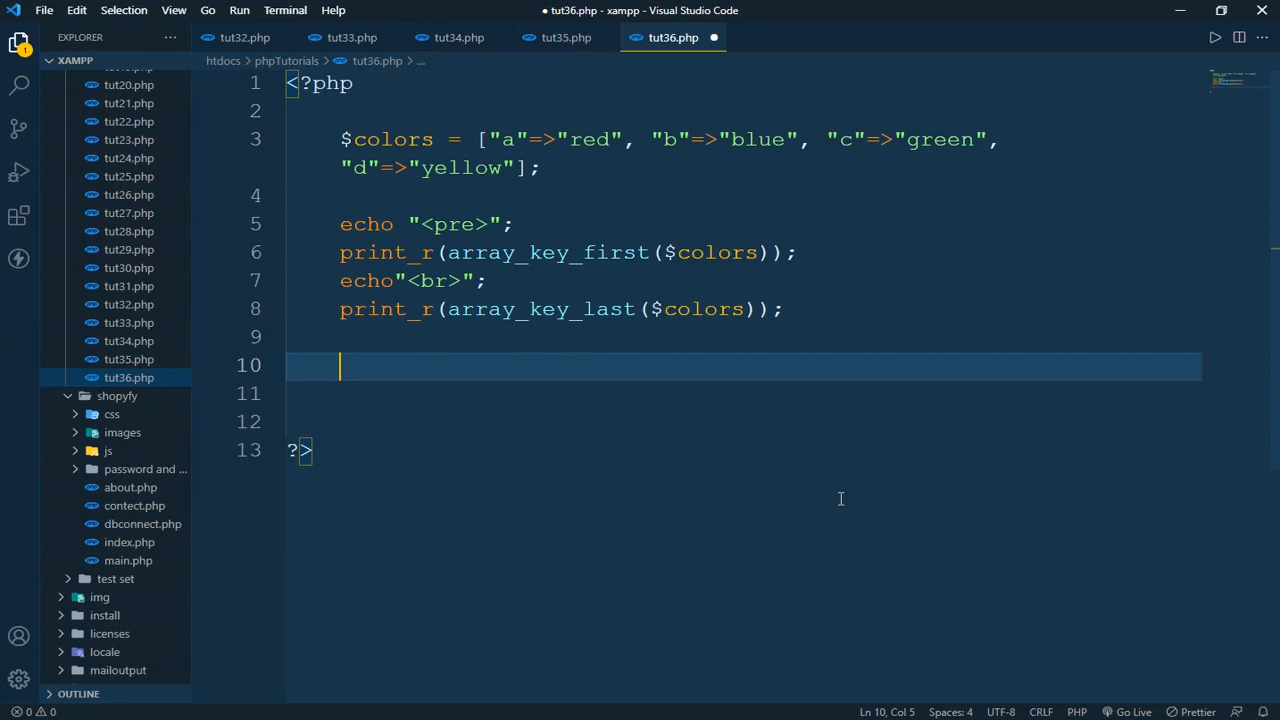 File Edit Selection View Go Run Terminal Help
● tut36.php - xampp - Visual Studio Code
EXPLORER
tut32.php tut33.php tut34.php tut35.php tut36.php
XAMPP
htdocs > phpTutorials > tut36.php > ...
tut20.php
tut21.php
tut22.php
tut23.php
tut24.php
tut25.php
tut26.php
tut27.php
tut28.php
tut29.php
tut30.php
tut31.php
tut32.php
tut33.php
tut34.php
tut35.php
tut36.php
shopyfy
css
images
js
password and ...
about.php
contect.php
dbconnect.php
index.php
main.php
test set
img
install
licenses
locale
mailoutput
OUTLINE
1
1 <?php
2
3 $colors = ["a"=>"red", "b"=>"blue", "c"=>"green",
"d"=>"yellow"];
4
5 echo "<pre>";
6 print_r(array_key_first($colors));
7 echo"<br>";
8 print_r(array_key_last($colors));
9
10
11
12
13 ?>
0 0 Ln 10, Col 5 Spaces: 4 UTF-8 CRLF PHP Go Live Prettier